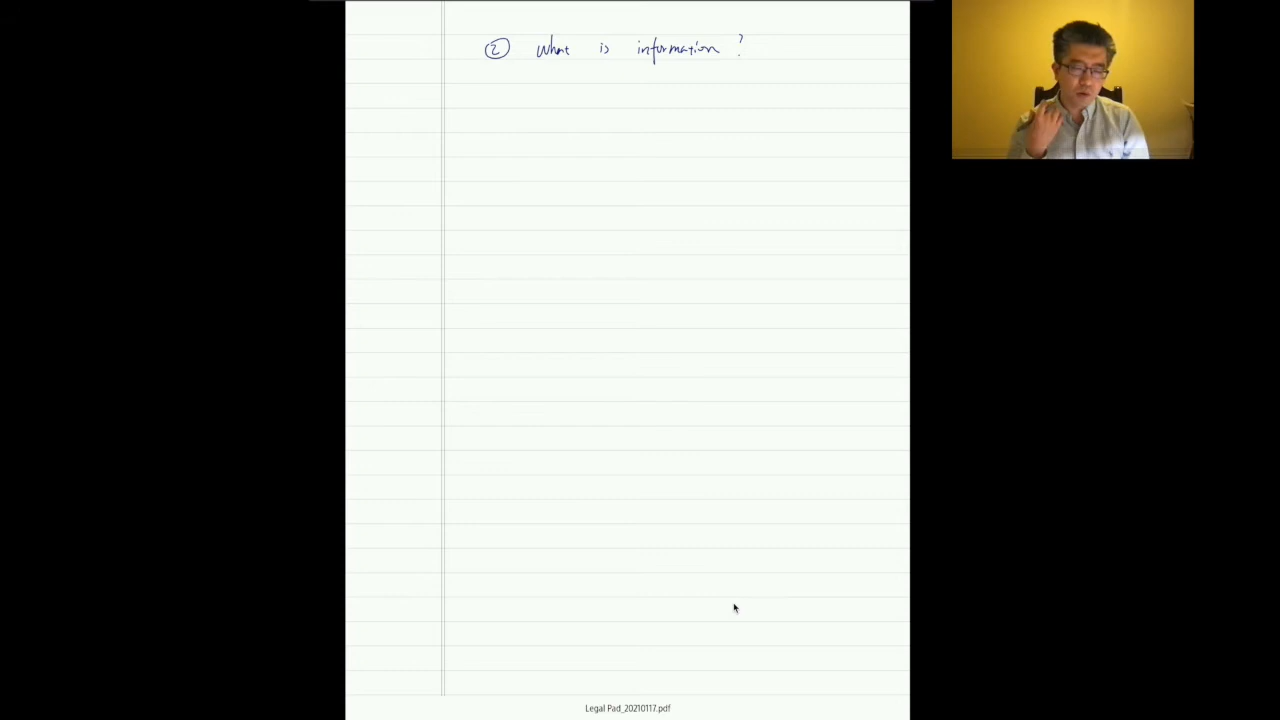 ② What is information ?
Legal Pad_20210117.pdf